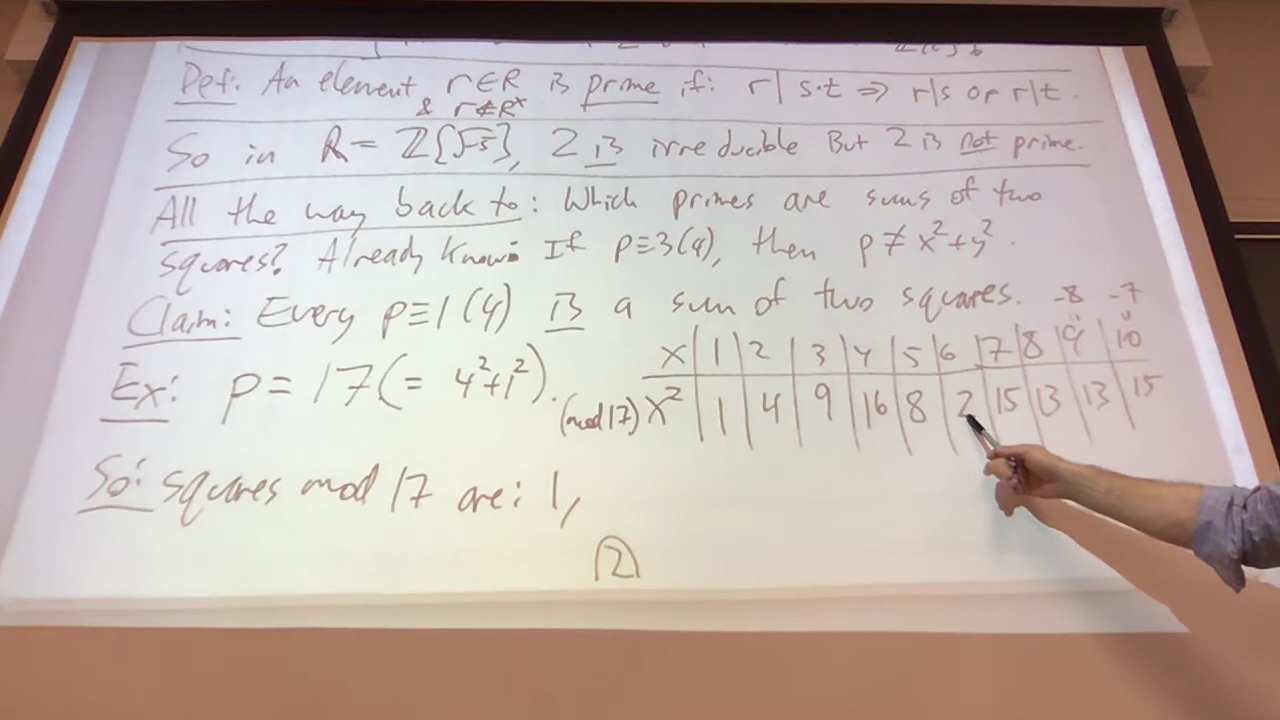 Def: An element r∈R is prime if: r | s·t ⇒ r|s or r|t.
& r∉R^x
So in R = Z[√-5], 2 is irreducible But 2 is not prime.
All the way back to: Which primes are sums of two
squares? Already know: If p≡3(4), then p≠x²+y².
Claim: Every p≡1(4) is a sum of two squares.
-8 -7
x 1 2 3 4 5 6 7 8 9 10
Ex: p = 17(= 4²+1²).
(mod 17) x² 1 4 9 16 8 2 15 13 13 15
So: squares mod 17 are: 1,
2